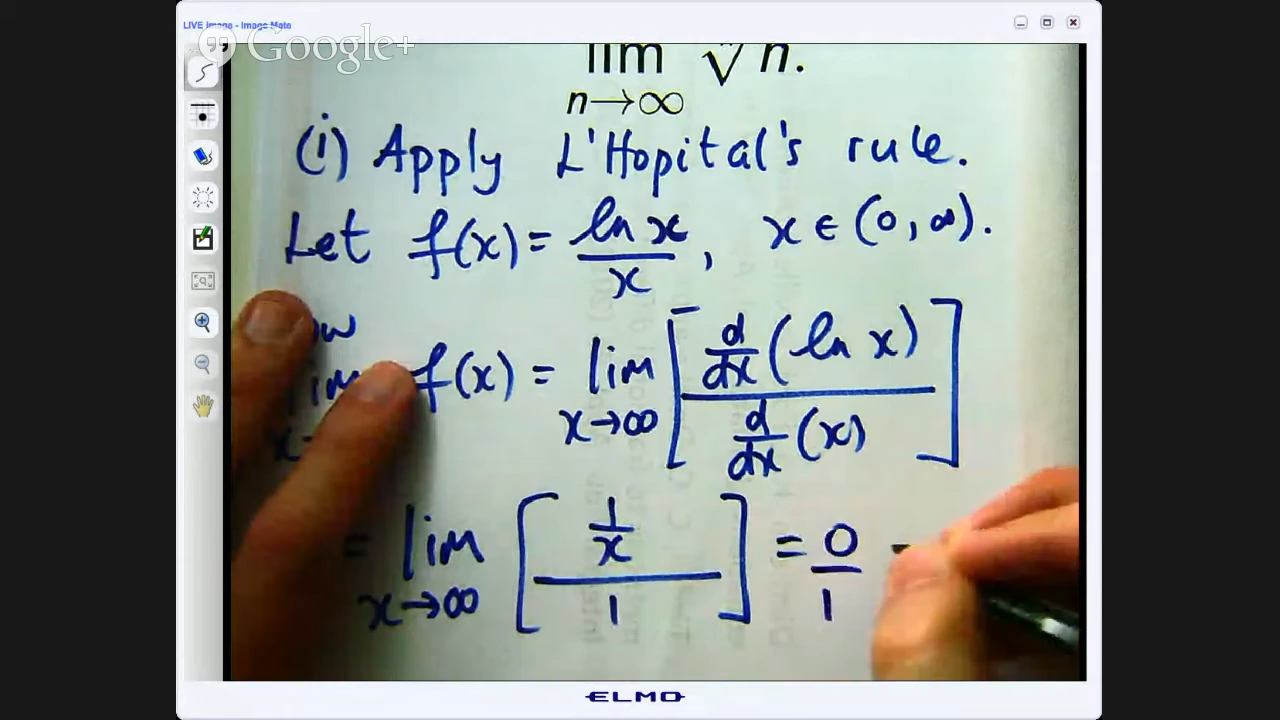 LIVE Image - Image Mate
Google+
lim √n.
n→∞
(i) Apply L'Hopital's rule.
Let f(x) = ln x / x, x ∈ (0, ∞).
lim f(x) = lim [ d/dx (ln x) / d/dx (x) ]
x→∞
= lim [ 1/x / 1 ] = 0/1
x→∞
ELMO